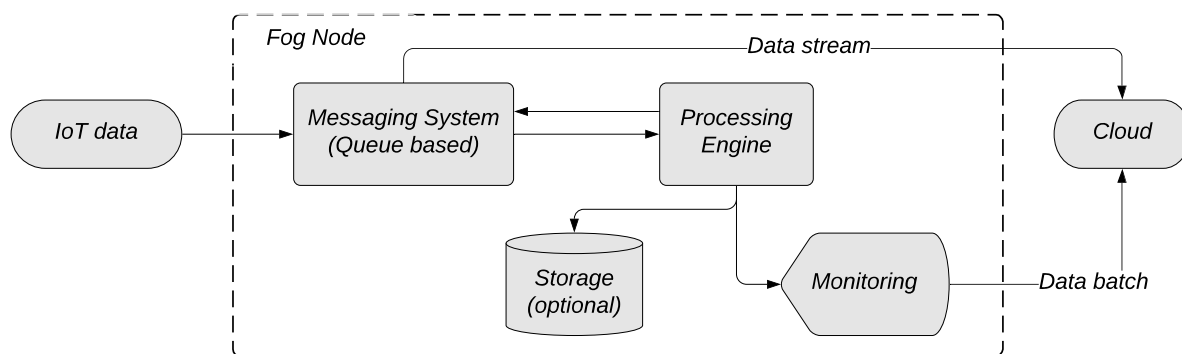 Fog Node
Data stream
IoT data
Messaging System
(Queue based)
Processing
Engine
Cloud
Storage
(optional)
Monitoring
Data batch